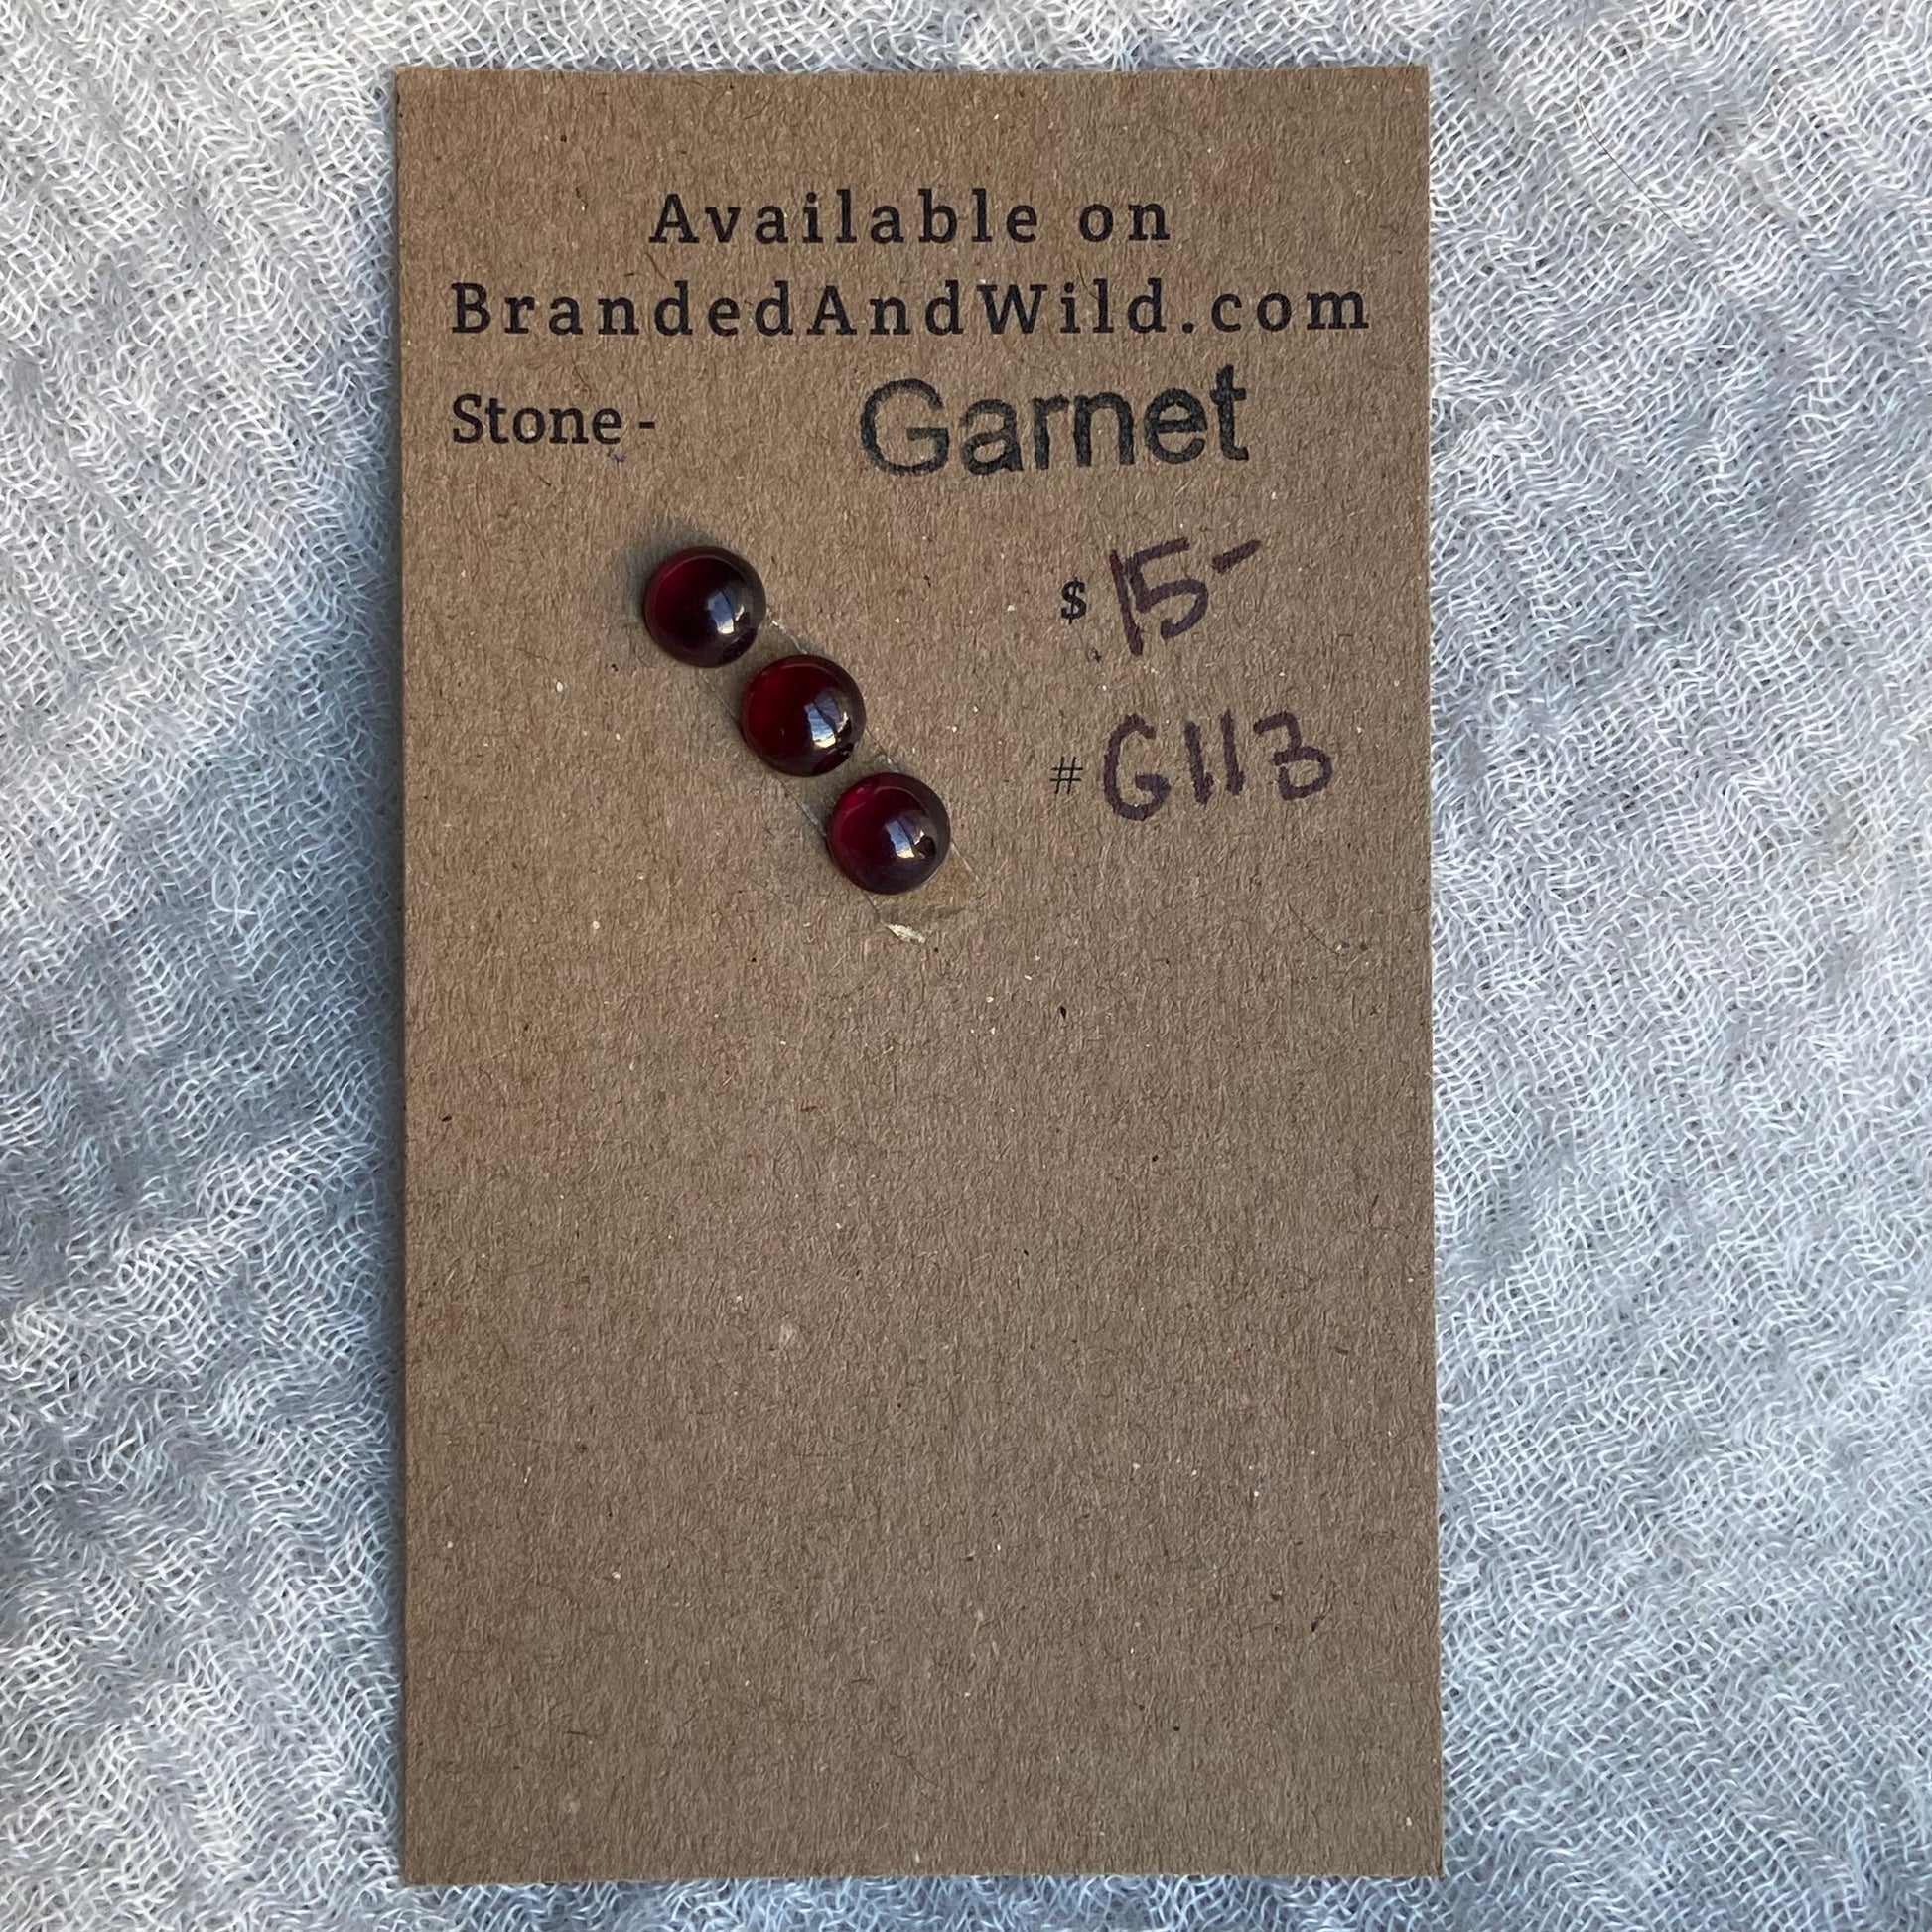 Available on
BrandedAndWild.com
Stone - Garnet
$ 15-
# G113